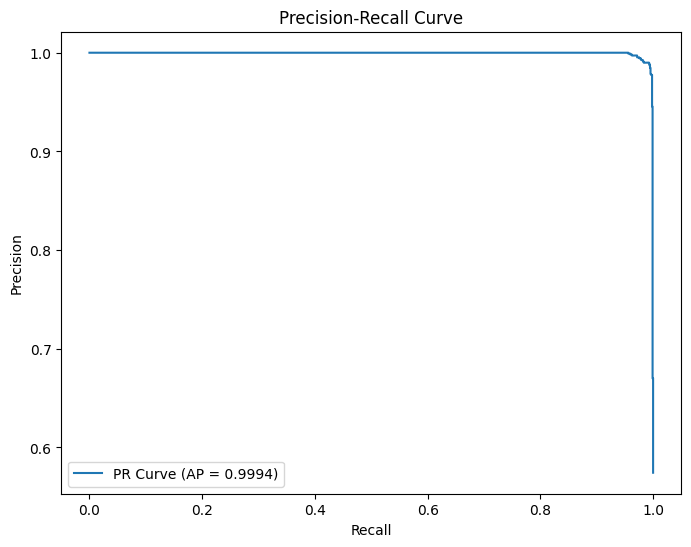 Precision-Recall Curve
1.0
0.9
0.8
0.7
0.6
Precision
PR Curve (AP = 0.9994)
0.0 0.2 0.4 0.6 0.8 1.0
Recall